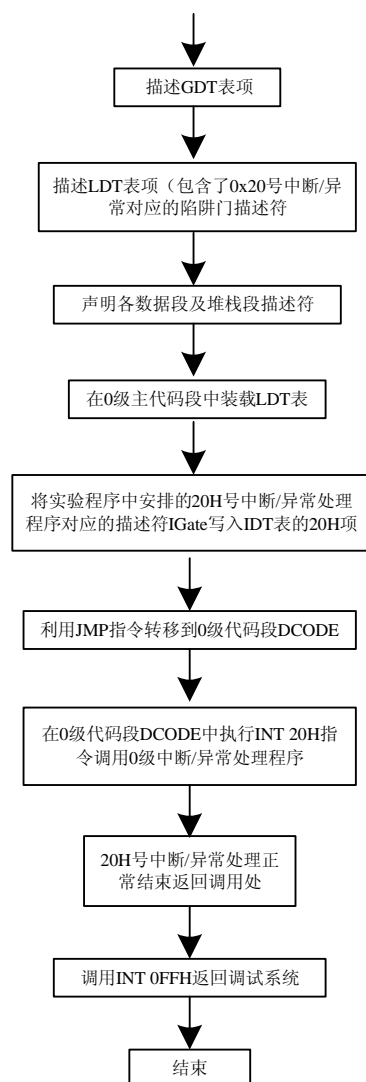 描述GDT表项
描述LDT表项（包含了0x20号中断/异
常对应的陷阱门描述符
声明各数据段及堆栈段描述符
在0级主代码段中装载LDT表
将实验程序中安排的20H号中断/异常处理
程序对应的描述符IGate写入IDT表的20H项
利用JMP指令转移到0级代码段DCODE
在0级代码段DCODE中执行INT 20H指
令调用0级中断/异常处理程序
20H号中断/异常处理正
常结束返回调用处
调用INT 0FFH返回调试系统
结束